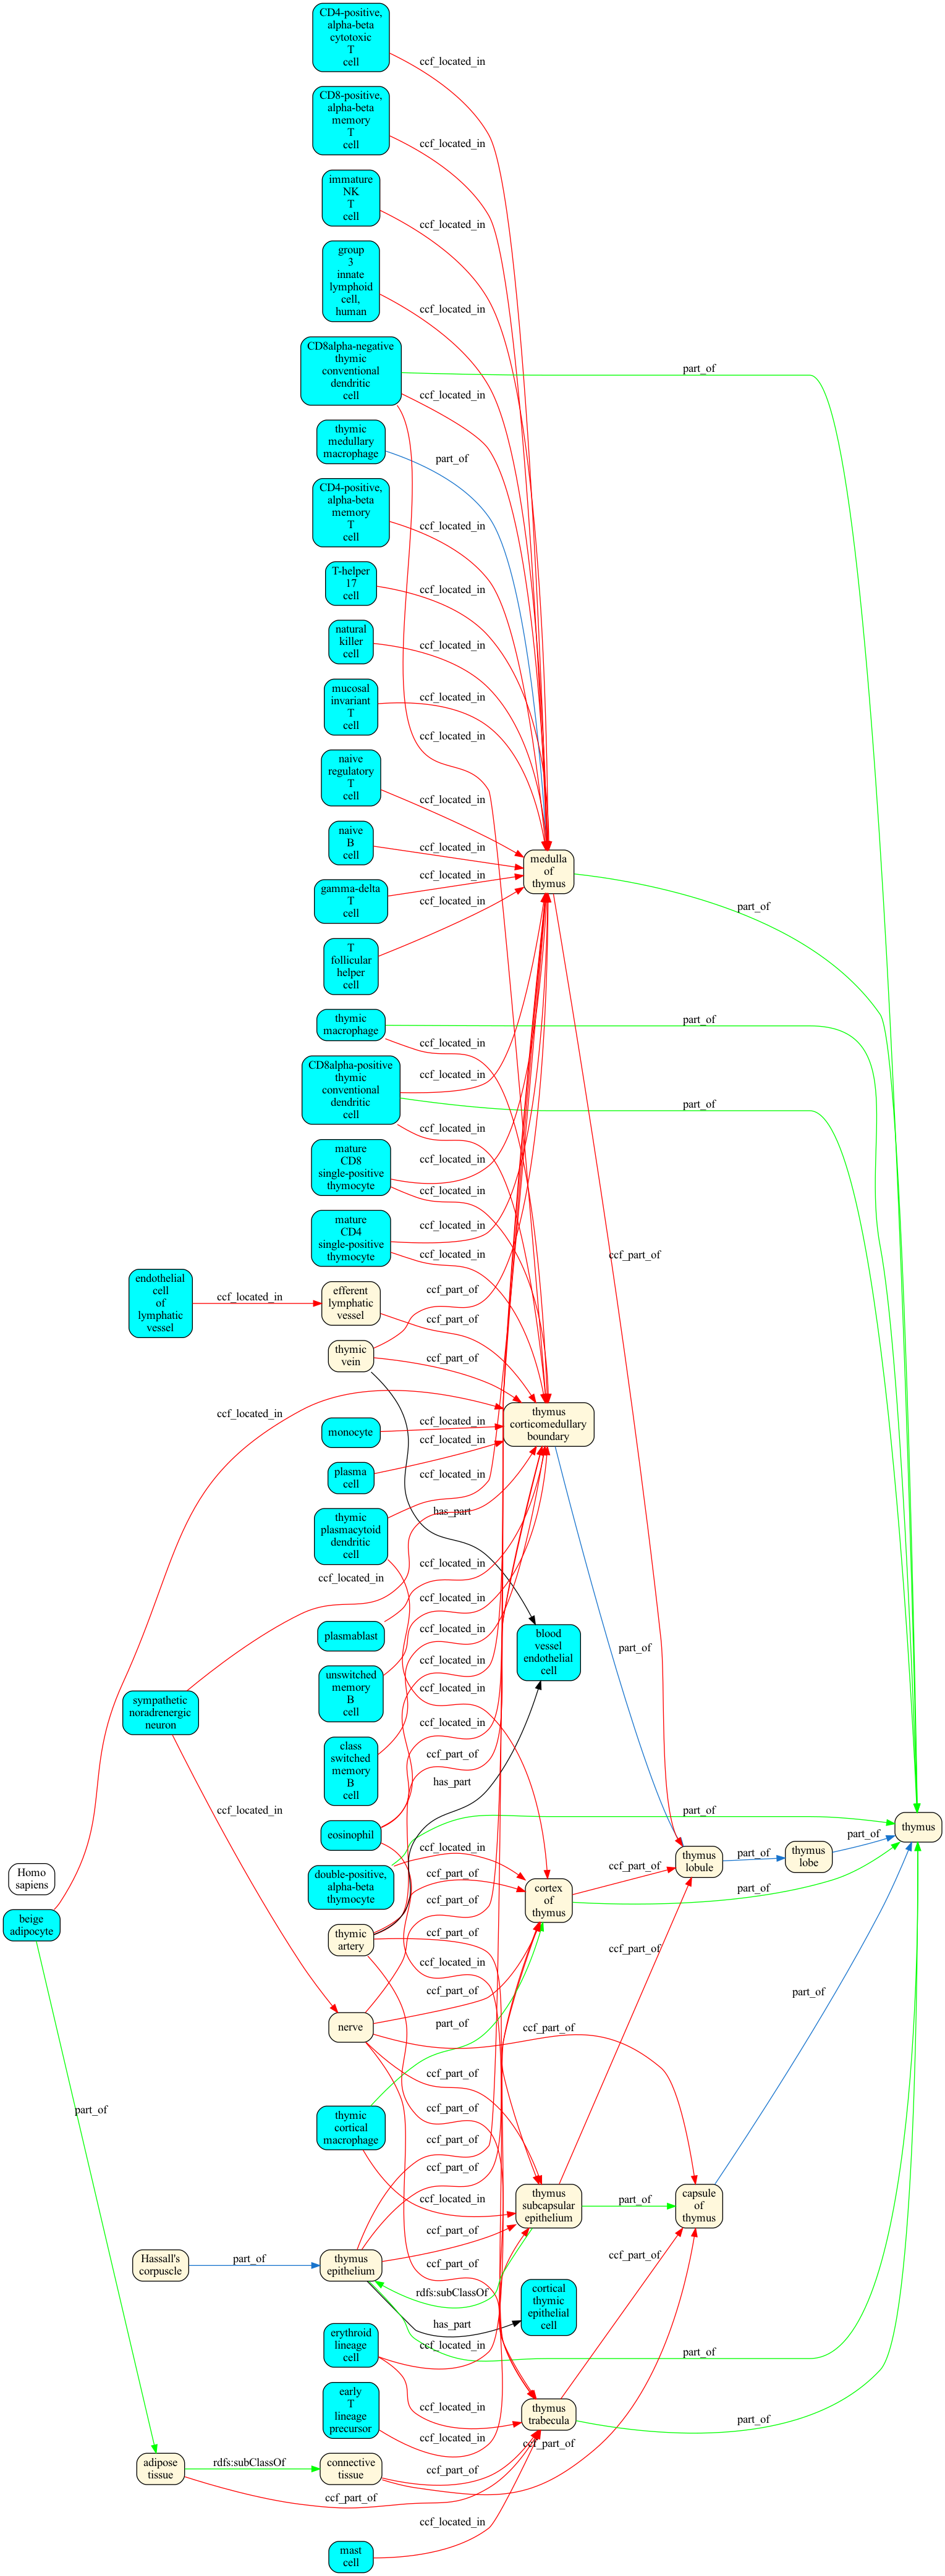 CD4-positive,
alpha-beta
cytotoxic
T
cell
ccf_located_in
CD8-positive,
alpha-beta
memory
T
cell
ccf_located_in
immature
NK
T
cell
ccf_located_in
group
3
innate
lymphoid
cell,
human
ccf_located_in
CD8alpha-negative
thymic
conventional
dendritic
cell
part_of
ccf_located_in
thymic
medullary
macrophage
part_of
CD4-positive,
alpha-beta
memory
T
cell
ccf_located_in
T-helper
17
cell
ccf_located_in
natural
killer
cell
ccf_located_in
mucosal
invariant
T
cell
ccf_located_in
ccf_located_in
naive
regulatory
T
cell
ccf_located_in
naive
B
cell
ccf_located_in
medulla
of
thymus
gamma-delta
T
cell
ccf_located_in
part_of
T
follicular
helper
cell
ccf_located_in
thymic
macrophage
part_of
ccf_located_in
CD8alpha-positive
thymic
conventional
dendritic
cell
ccf_located_in
part_of
ccf_located_in
mature
CD8
single-positive
thymocyte
ccf_located_in
ccf_located_in
mature
CD4
single-positive
thymocyte
ccf_located_in
ccf_located_in
ccf_part_of
endothelial
cell
of
lymphatic
vessel
ccf_located_in
efferent
lymphatic
vessel
ccf_part_of
ccf_part_of
thymic
vein
ccf_part_of
thymus
corticomedullary
boundary
ccf_located_in
monocyte
ccf_located_in
plasma
cell
ccf_located_in
thymic
plasmacytoid
dendritic
cell
ccf_located_in
has_part
ccf_located_in
plasmablast
ccf_located_in
blood
vessel
endothelial
cell
part_of
unswitched
memory
B
cell
ccf_located_in
ccf_located_in
sympathetic
noradrenergic
neuron
class
switched
memory
B
cell
ccf_located_in
ccf_located_in
ccf_located_in
ccf_part_of
has_part
ccf_located_in
eosinophil
part_of
thymus
double-positive,
alpha-beta
thymocyte
ccf_located_in
ccf_part_of
thymus
lobule
part_of
thymus
lobe
part_of
Homo
sapiens
beige
adipocyte
ccf_part_of
cortex
of
thymus
part_of
thymic
artery
ccf_part_of
ccf_part_of
ccf_located_in
ccf_part_of
ccf_part_of
part_of
nerve
part_of
ccf_part_of
ccf_part_of
part_of
thymic
cortical
macrophage
ccf_part_of
ccf_part_of
ccf_part_of
ccf_located_in
thymus
subcapsular
epithelium
part_of
capsule
of
thymus
Hassall's
corpuscle
part_of
thymus
epithelium
ccf_part_of
ccf_part_of
ccf_part_of
rdfs:subClassOf
has_part
cortical
thymic
epithelial
cell
erythroid
lineage
cell
ccf_located_in
part_of
ccf_located_in
early
T
lineage
precursor
ccf_located_in
thymus
trabecula
part_of
ccf_part_of
adipose
tissue
rdfs:subClassOf
connective
tissue
ccf_part_of
ccf_part_of
ccf_located_in
mast
cell